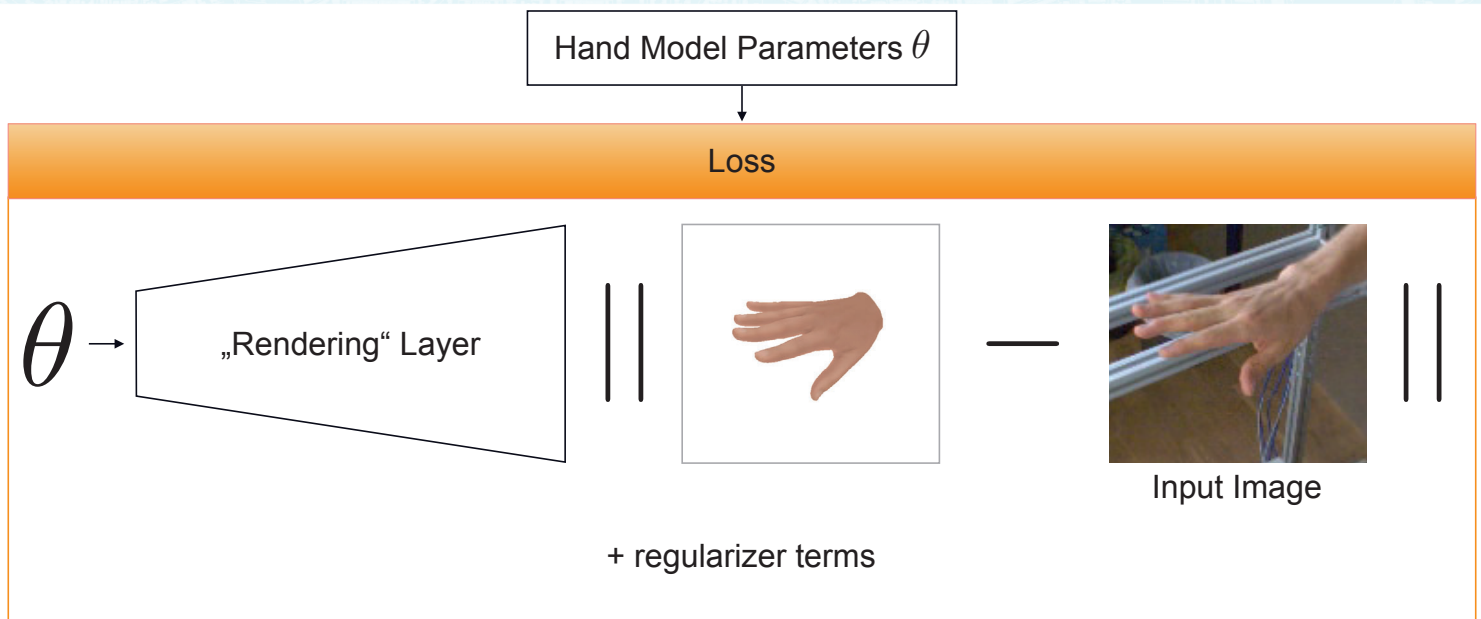 Hand Model Parameters θ
Loss
θ
„Rendering“ Layer
Input Image
+ regularizer terms